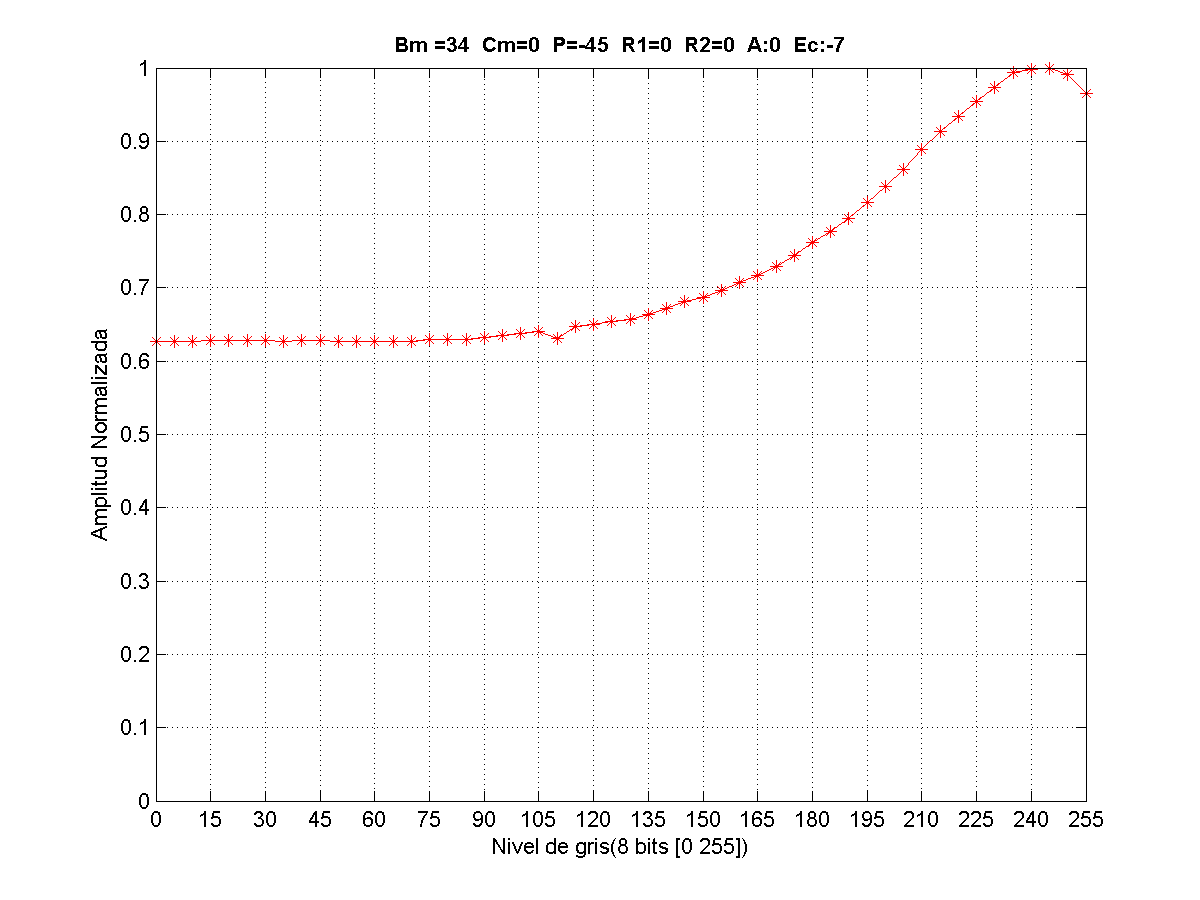 Bm =34 Cm=0 P=-45 R1=0 R2=0 A:0 Ec:-7
1
0.9
0.8
0.7
0.6
0.5
0.4
0.3
0.2
0.1
0
Amplitud Normalizada
0 15 30 45 60 75 90 105 120 135 150 165 180 195 210 225 240 255
Nivel de gris(8 bits [0 255])